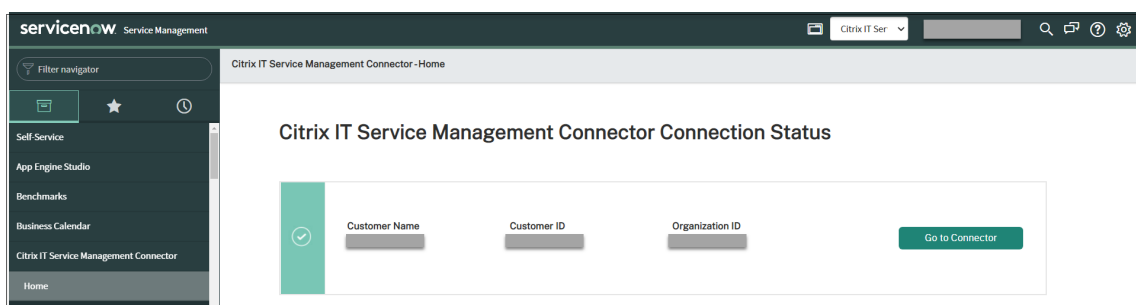 servicenow Service Management
Citrix IT Ser
Filter navigator
Citrix IT Service Management Connector - Home
Self-Service
App Engine Studio
Benchmarks
Business Calendar
Citrix IT Service Management Connector
Home
Citrix IT Service Management Connector Connection Status
Customer Name Customer ID Organization ID
Go to Connector